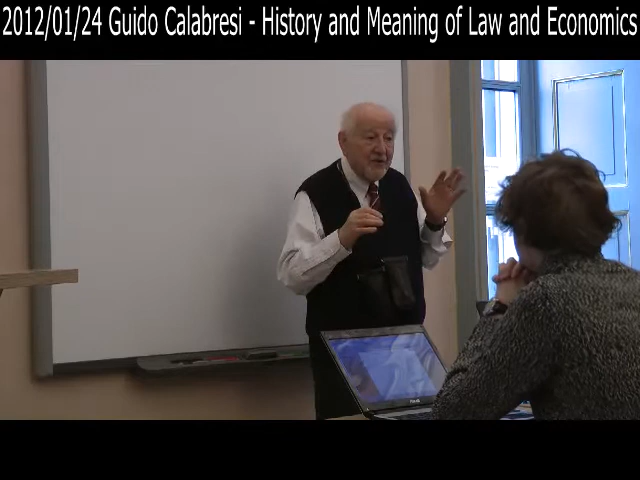 2012/01/24 Guido Calabresi - History and Meaning of Law and Economics